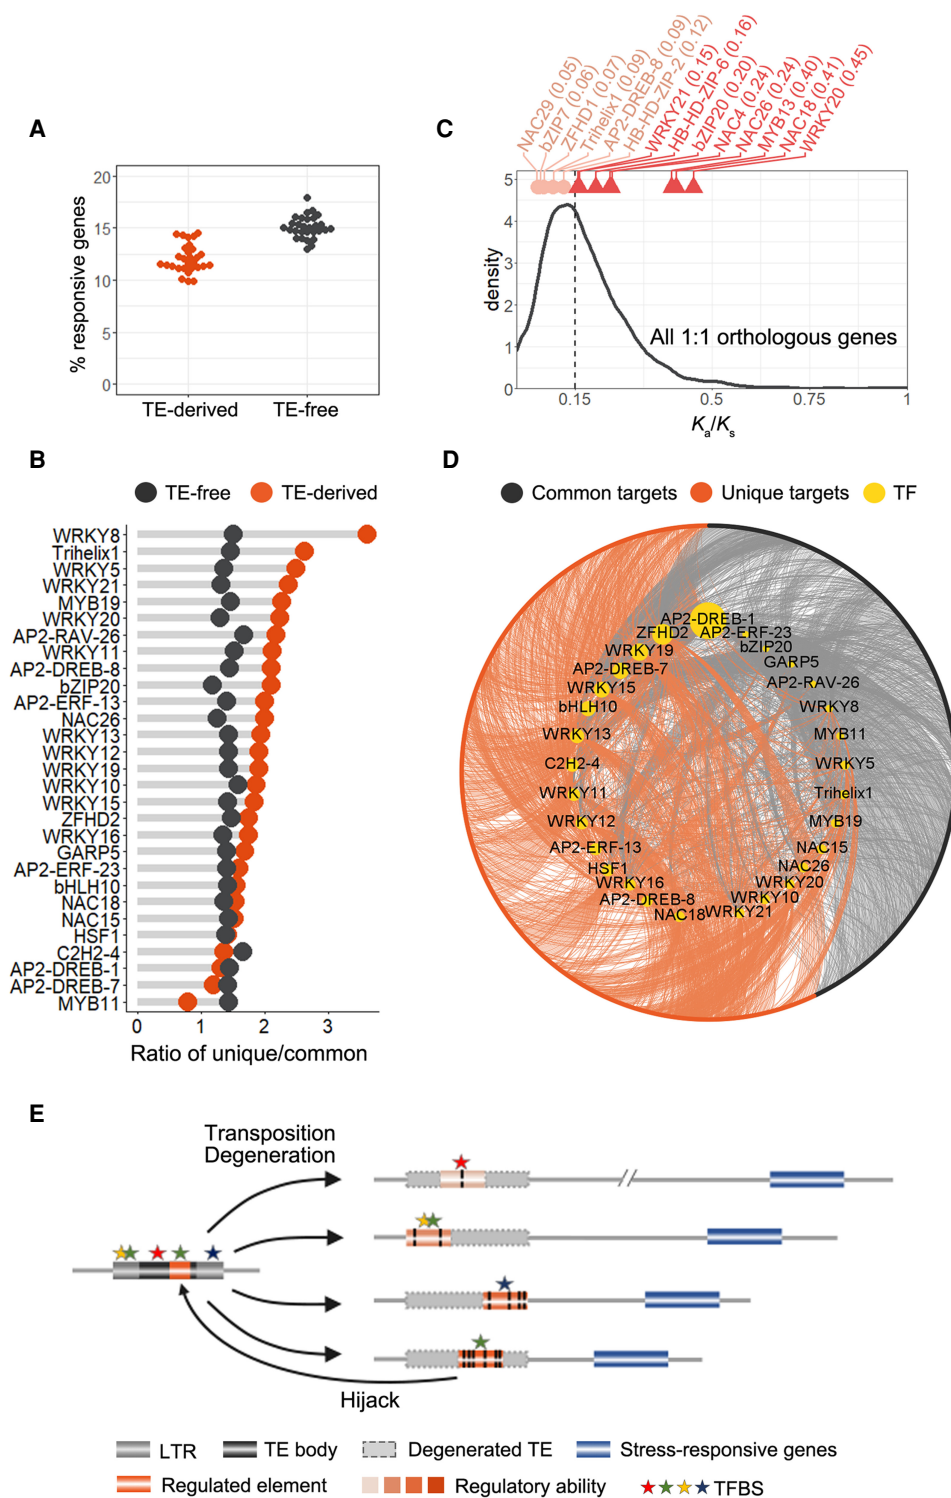 A
% responsive genes
20
15
10
5
0
TE-derived
TE-free
C
NAC29 (0.05)
bZIP7 (0.06)
ZFHD1 (0.07)
Trihelix1 (0.09)
AP2-DREB-8 (0.09)
HB-HD-ZIP-2 (0.12)
WRKY21 (0.15)
HB-HD-ZIP-6 (0.16)
bZIP20 (0.20)
NAC4 (0.24)
NAC26 (0.24)
MYB13 (0.40)
NAC18 (0.41)
WRKY20 (0.45)
density
5
4
3
2
1
0
All 1:1 orthologous genes
0.15
0.5
0.75
1
Ka/Ks
B
TE-free
TE-derived
WRKY8
Trihelix1
WRKY5
WRKY21
MYB19
WRKY20
AP2-RAV-26
WRKY11
AP2-DREB-8
bZIP20
AP2-ERF-13
NAC26
WRKY13
WRKY12
WRKY19
WRKY10
WRKY15
ZFHD2
WRKY16
GARP5
AP2-ERF-23
bHLH10
NAC18
NAC15
HSF1
C2H2-4
AP2-DREB-1
AP2-DREB-7
MYB11
0
1
2
3
Ratio of unique/common
D
Common targets
Unique targets
TF
AP2-DREB-1
ZFHD2
AP2-ERF-23
bZIP20
WRKY19
GARP5
AP2-DREB-7
AP2-RAV-26
WRKY15
bHLH10
WRKY8
WRKY13
MYB11
C2H2-4
WRKY5
WRKY11
Trihelix1
WRKY12
MYB19
AP2-ERF-13
NAC15
HSF1
NAC26
WRKY16
WRKY20
AP2-DREB-8
WRKY10
NAC18
WRKY21
E
Transposition
Degeneration
Hijack
LTR
TE body
Degenerated TE
Stress-responsive genes
Regulated element
Regulatory ability
TFBS